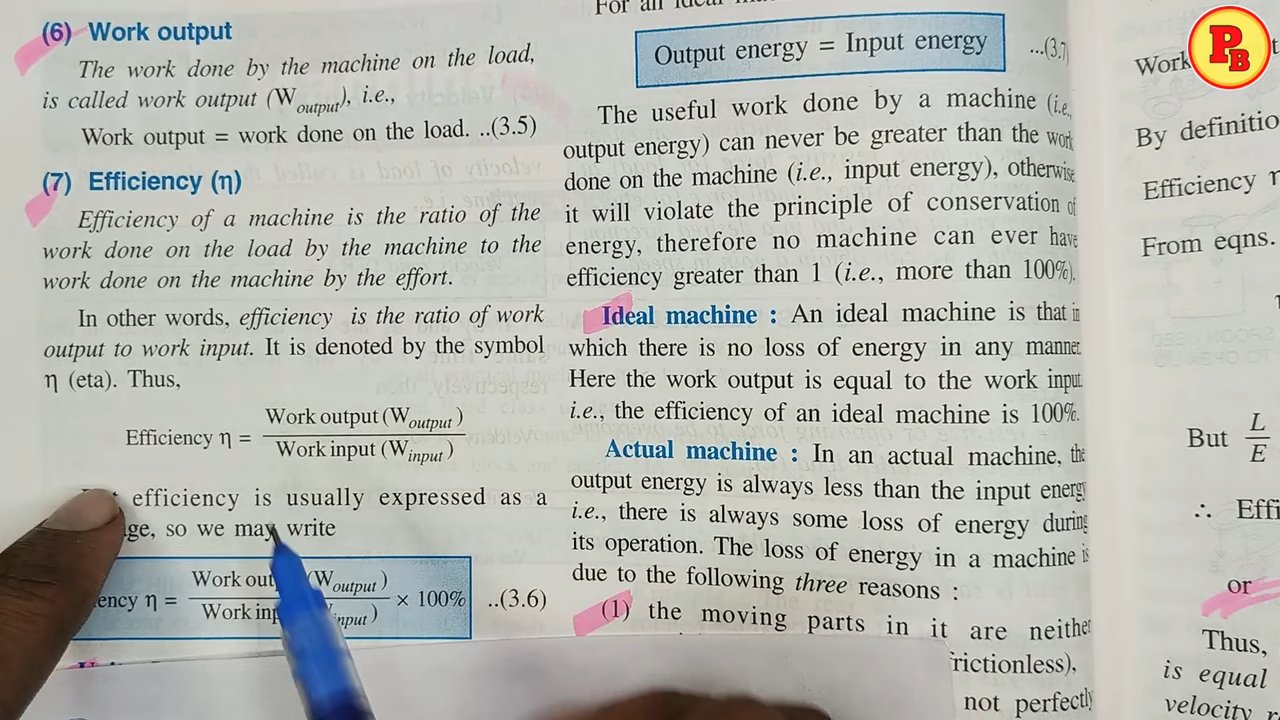 (6) Work output
The work done by the machine on the load,
is called work output (W output), i.e.,
Work output = work done on the load. ..(3.5)
(7) Efficiency (η)
Efficiency of a machine is the ratio of the
work done on the load by the machine to the
work done on the machine by the effort.
In other words, efficiency is the ratio of work
output to work input. It is denoted by the symbol
η (eta). Thus,
Efficiency η = Work output (W output) / Work input (W input)
efficiency is usually expressed as a
so we may write
η = Work (W output) / Work × 100% ..(3.6)
For an ideal
Output energy = Input energy ...(3.7
The useful work done by a machine (i.e.,
output energy) can never be greater than the work
done on the machine (i.e., input energy), otherwise
it will violate the principle of conservation of
energy, therefore no machine can ever have
efficiency greater than 1 (i.e., more than 100%).
Ideal machine : An ideal machine is that in
which there is no loss of energy in any manner.
Here the work output is equal to the work input
i.e., the efficiency of an ideal machine is 100%.
Actual machine : In an actual machine, the
output energy is always less than the input energy
i.e., there is always some loss of energy during
its operation. The loss of energy in a machine is
due to the following three reasons :
(1) the moving parts in it are neither
frictionless),
not perfectly
PB
Work
By
Efficiency
From eqns.
But L/E
∴
or
Thus,
is equal
velocity